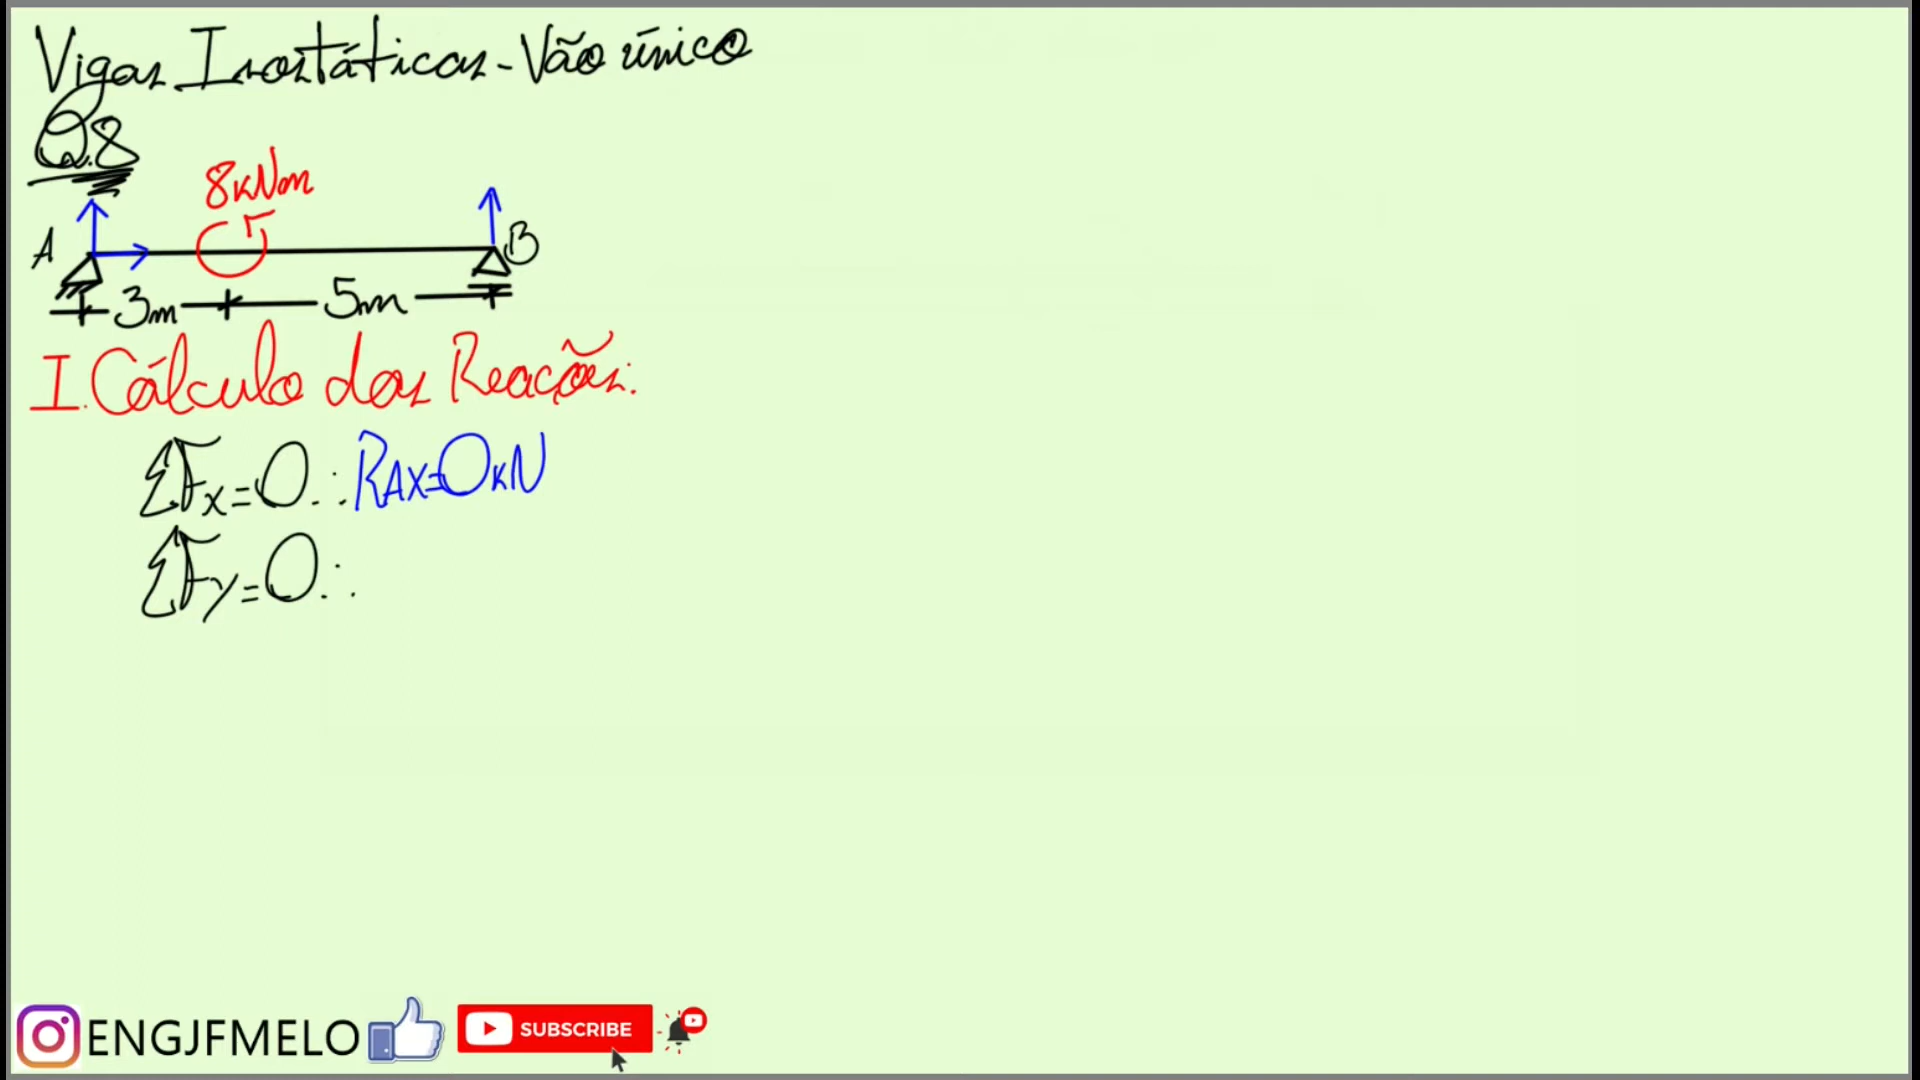 Vigas Isostáticas - Vão único
Q.8
8kNm
A
B
3m
5m
I. Cálculo das Reações:
ΣFx=0 ∴ RAX=0kN
ΣFy=0 ∴
ENGJFMELO
SUBSCRIBE